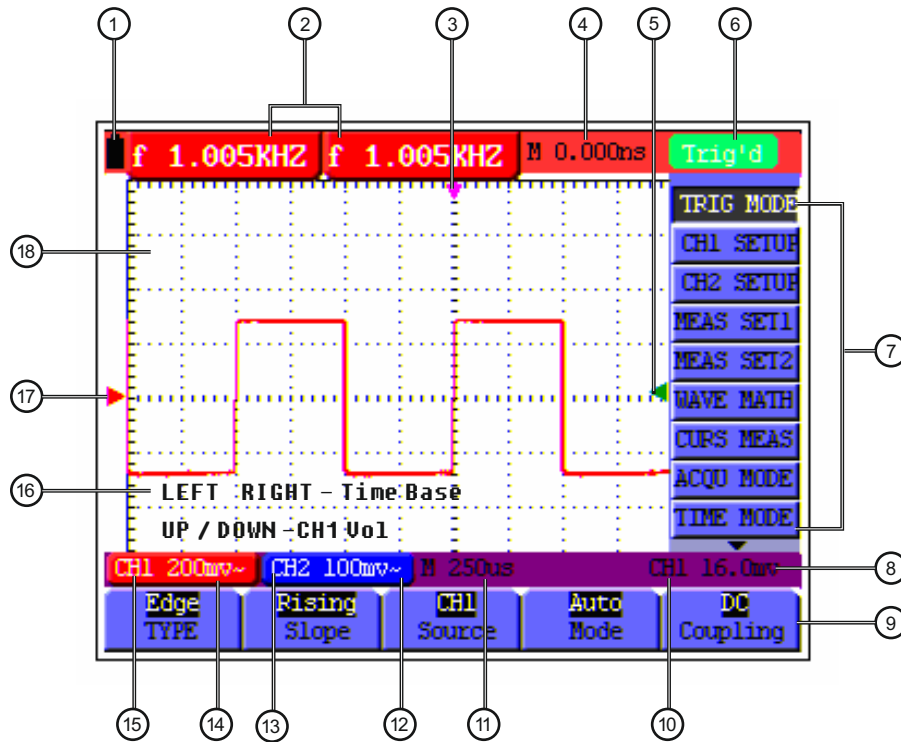 1 2 3 4 5 6
f 1.005KHZ f 1.005KHZ M 0.000ns Trig'd
TRIG MODE
18 CH1 SETUP
CH2 SETUP
MEAS SET1
MEAS SET2 7
17 WAVE MATH
CURS MEAS
16 LEFT RIGHT – Time Base ACQU MODE
UP / DOWN –CH1 Vol TIME MODE
CH1 200mv~ CH2 100mv~ M 250us CH1 16.0mv 8
Edge Rising CH1 Auto DC
TYPE Slope Source Mode Coupling 9
15 14 13 12 11 10